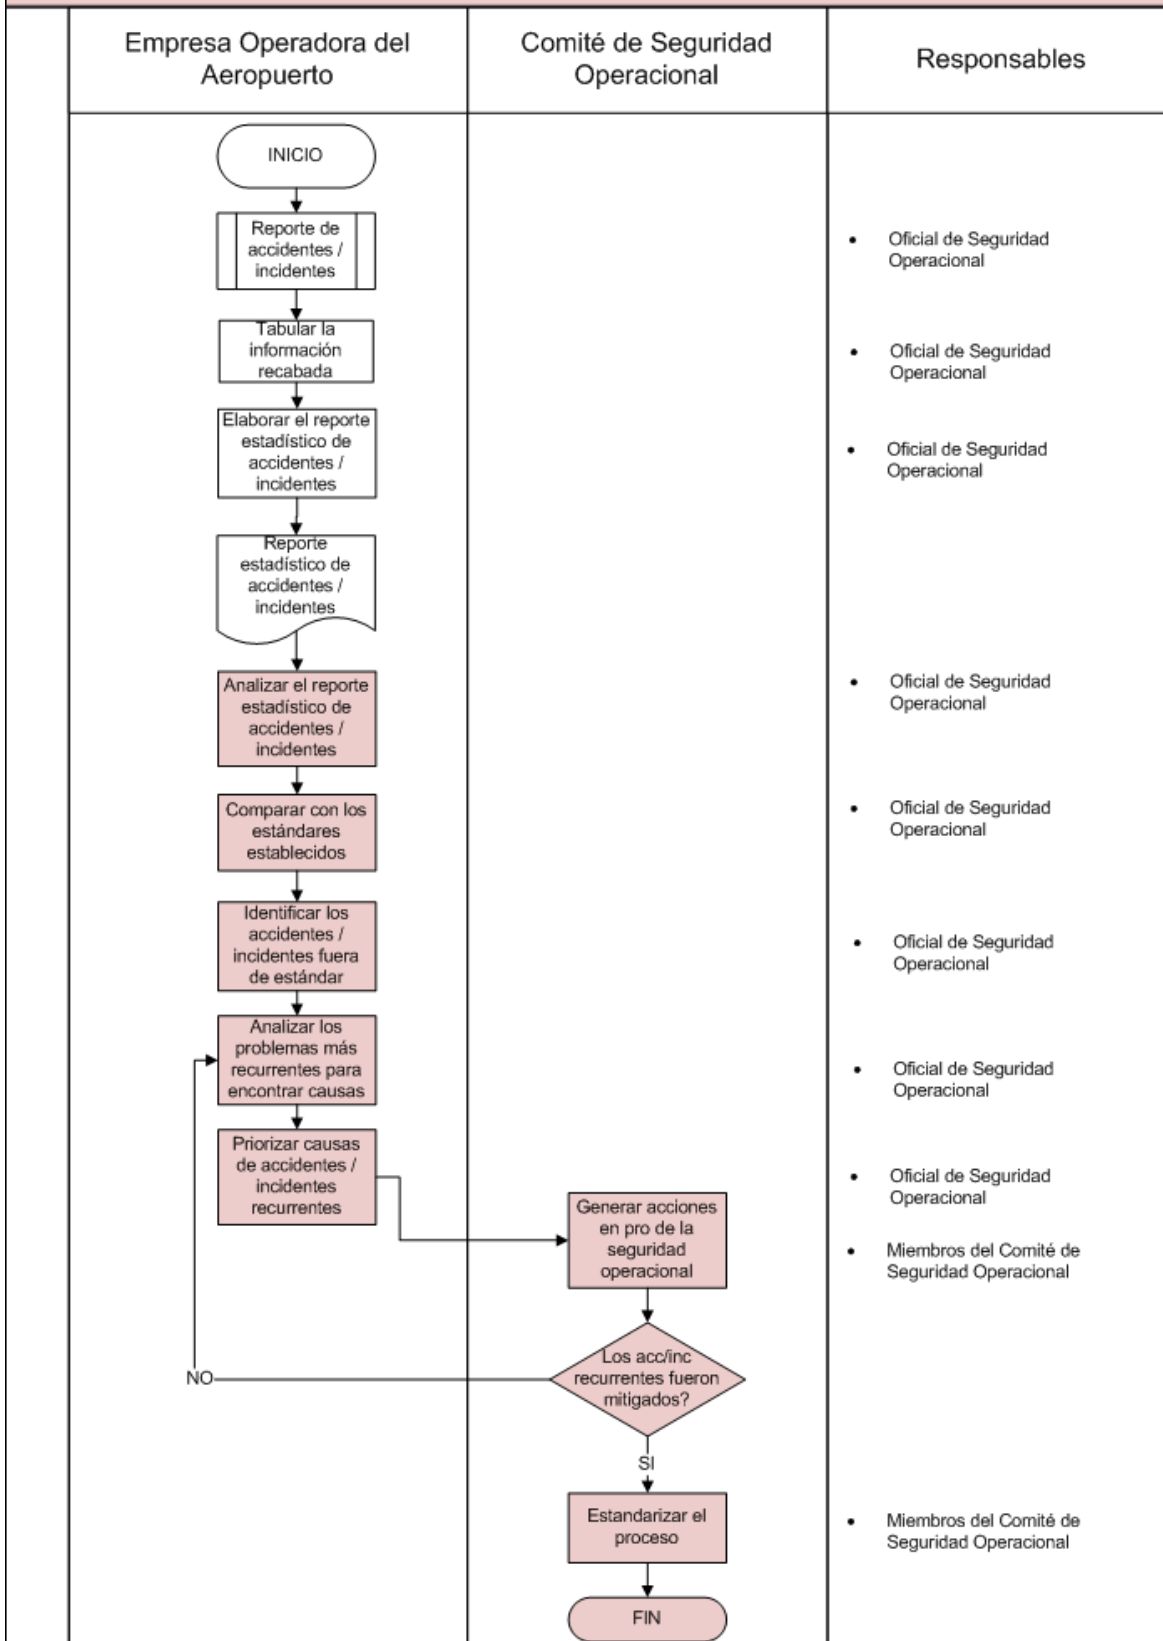 Empresa Operadora del
Aeropuerto
Comité de Seguridad
Operacional
Responsables
INICIO
Reporte de
accidentes /
incidentes
Oficial de Seguridad
Operacional
Tabular la
información
recabada
Oficial de Seguridad
Operacional
Elaborar el reporte
estadístico de
accidentes /
incidentes
Oficial de Seguridad
Operacional
Reporte
estadístico de
accidentes /
incidentes
Analizar el reporte
estadístico de
accidentes /
incidentes
Oficial de Seguridad
Operacional
Comparar con los
estándares
establecidos
Oficial de Seguridad
Operacional
Identificar los
accidentes /
incidentes fuera
de estándar
Oficial de Seguridad
Operacional
Analizar los
problemas más
recurrentes para
encontrar causas
Oficial de Seguridad
Operacional
Priorizar causas
de accidentes /
incidentes
recurrentes
Oficial de Seguridad
Operacional
Generar acciones
en pro de la
seguridad
operacional
Miembros del Comité de
Seguridad Operacional
Los acc/inc
recurrentes fueron
mitigados?
NO
SI
Estandarizar el
proceso
Miembros del Comité de
Seguridad Operacional
FIN